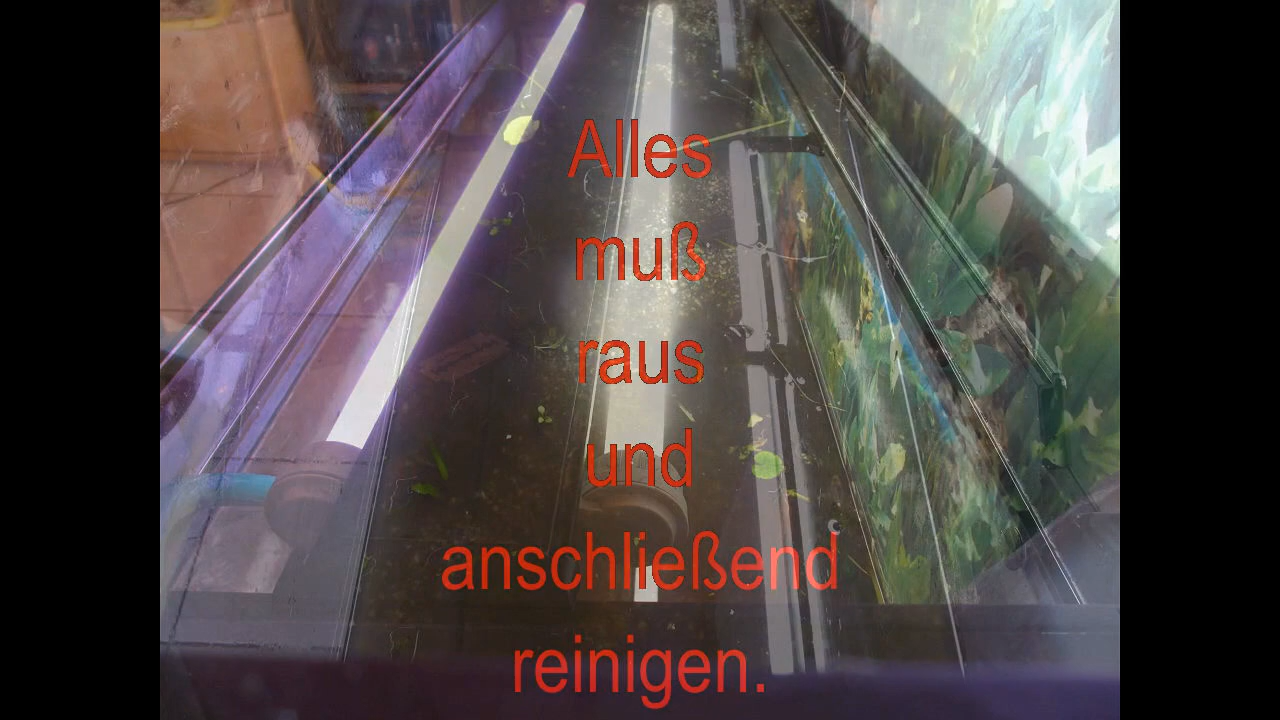 Alles
muß
raus
und
anschließend
reinigen.